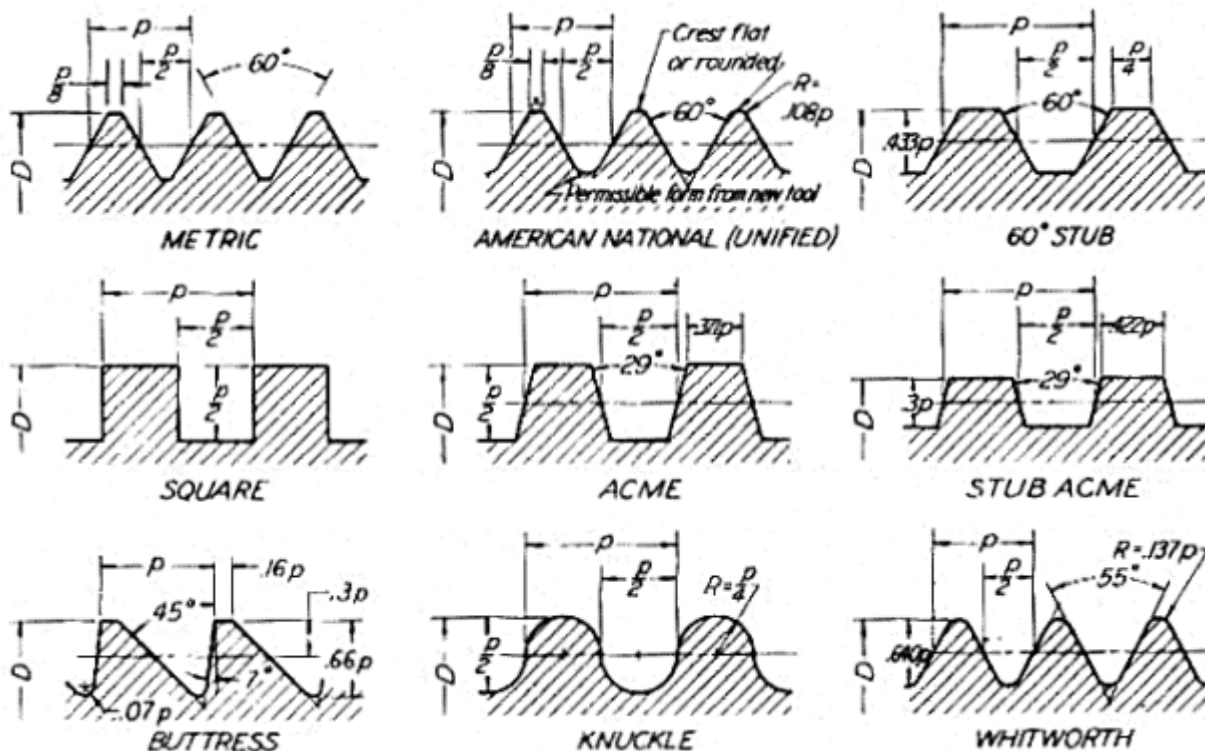 p
p/8
p/2
60°
D
METRIC
p
p/8
p/2
Crest flat
or rounded
R=
.108p
60°
D
Permissible form from new tool
AMERICAN NATIONAL (UNIFIED)
p
p/2
p/4
60°
.433p
D
60° STUB
p
p/2
p/2
D
SQUARE
p
p/2
.371p
29°
p/2
D
ACME
p
p/2
.422p
29°
.3p
D
STUB ACME
p
.16p
.3p
45°
.66p
7°
.07p
D
BUTTRESS
p
p/2
R=p/4
p/2
D
KNUCKLE
p
R=.137p
p/2
55°
.640p
D
WHITWORTH